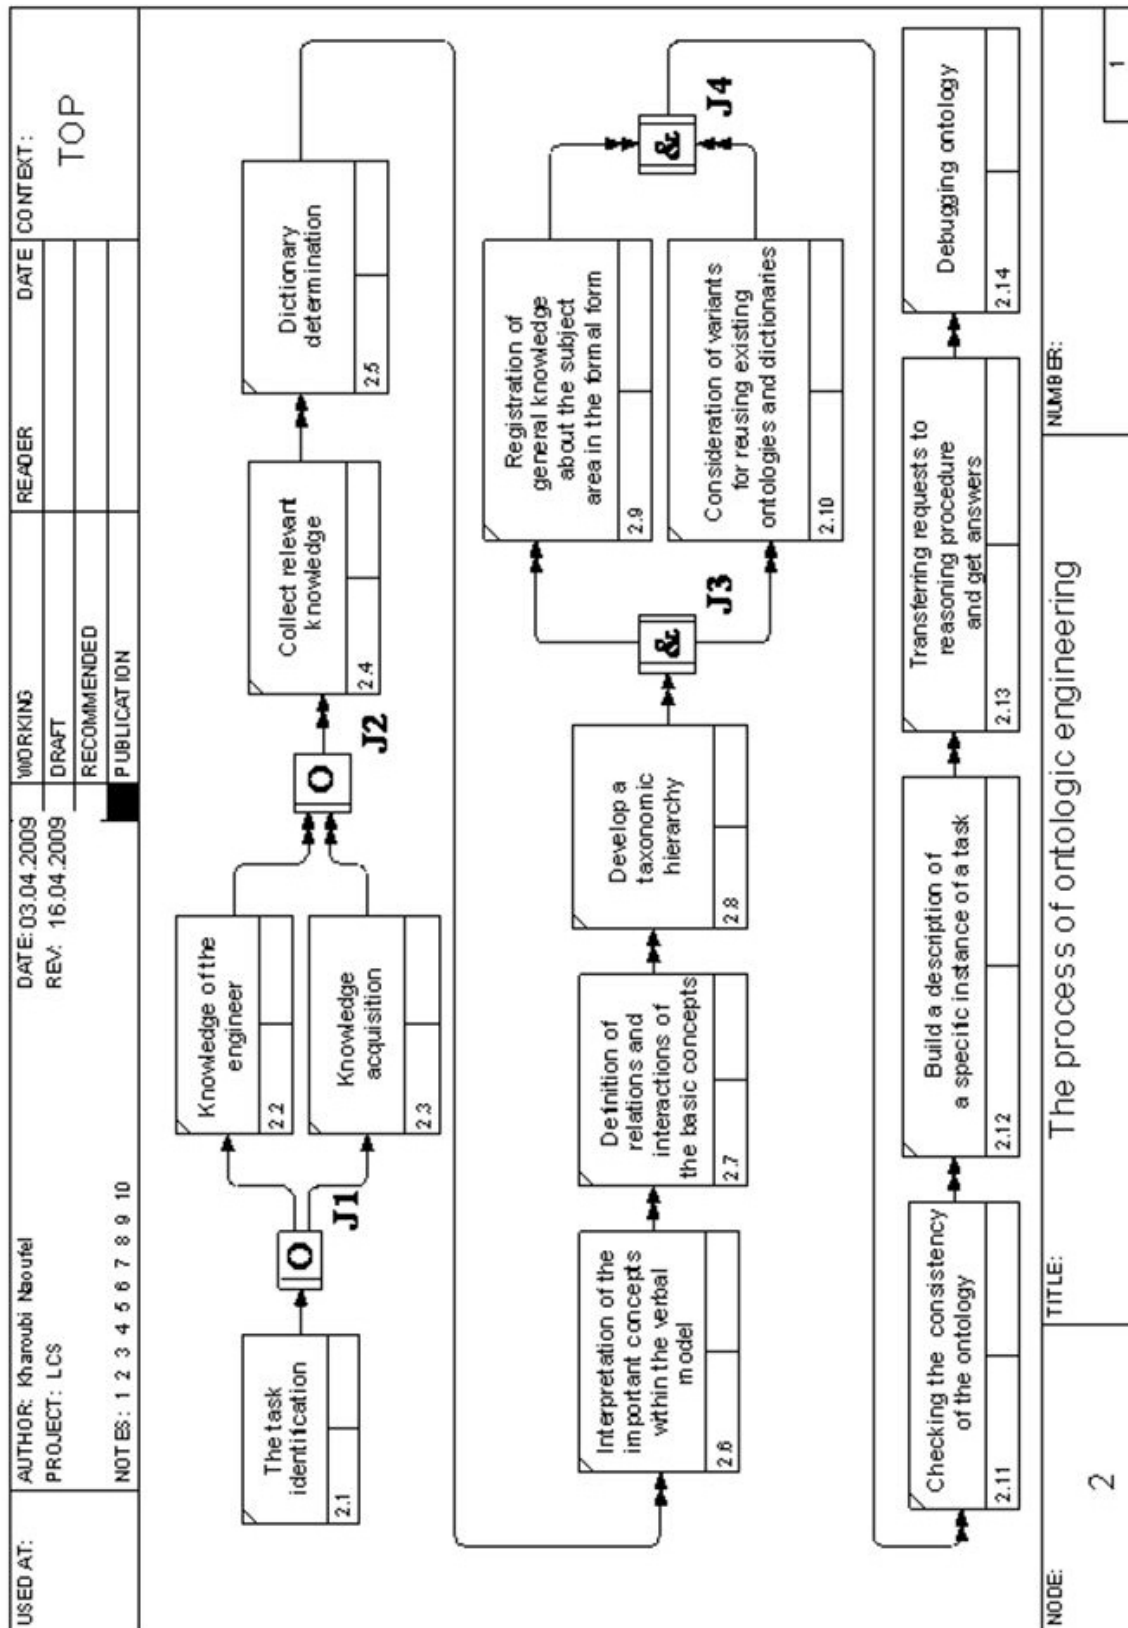 USED AT:
AUTHOR: Kharoubi Naoufel
PROJECT: LCS
NOTES: 1 2 3 4 5 6 7 8 9 10
DATE: 03.04.2009
REV: 16.04.2009
WORKING
DRAFT
RECOMMENDED
PUBLICATION
READER
DATE
CONTEXT:
TOP
The task
identification
2.1
O
J1
Knowledge of the
engineer
2.2
Knowledge
acquisition
2.3
O
J2
Collect relevant
knowledge
2.4
Dictionary
determination
2.5
Interpretation of the
important concepts
within the verbal
model
2.6
Definition of
relations and
interactions of
the basic concepts
2.7
Develop a
taxonomic
hierarchy
2.8
&
J3
Registration of
general knowledge
about the subject
area in the formal form
2.9
Consideration of variants
for reusing existing
ontologies and dictionaries
2.10
&
J4
Checking the consistency
of the ontology
2.11
Build a description of
a specific instance of a task
2.12
Transferring requests to
reasoning procedure
and get answers
2.13
Debugging ontology
2.14
NODE:
2
TITLE:
The process of ontologic engineering
NUMBER:
1